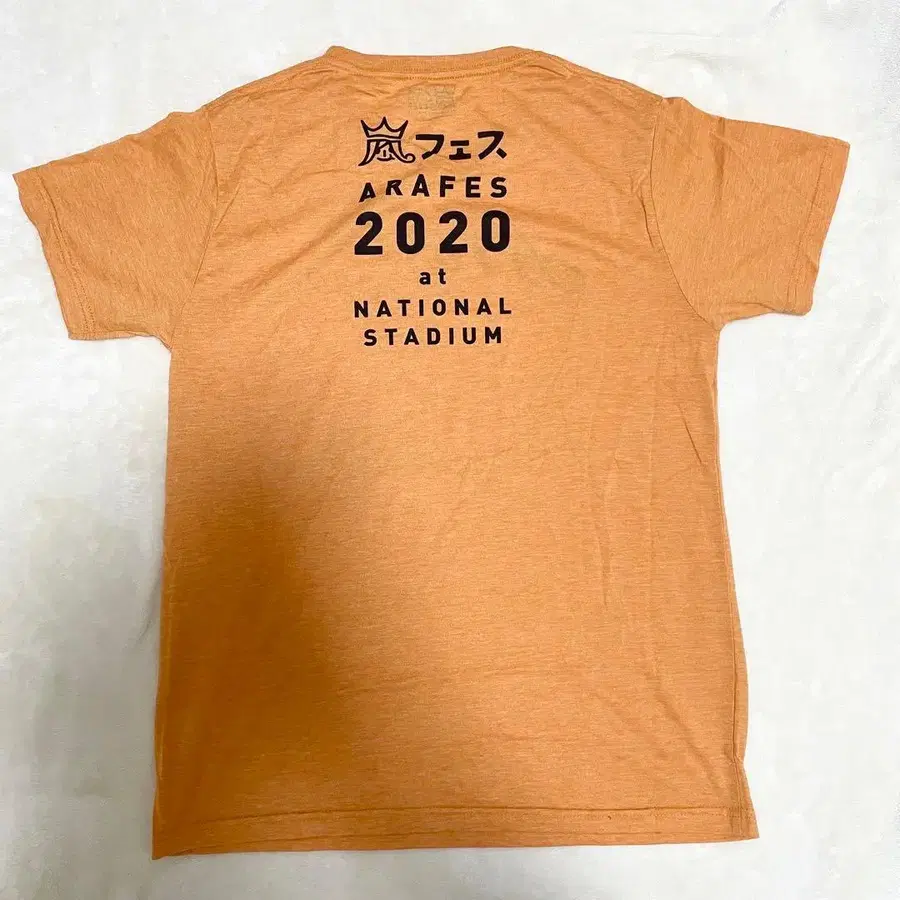 嵐フェス
ARAFES
2020
at
NATIONAL
STADIUM